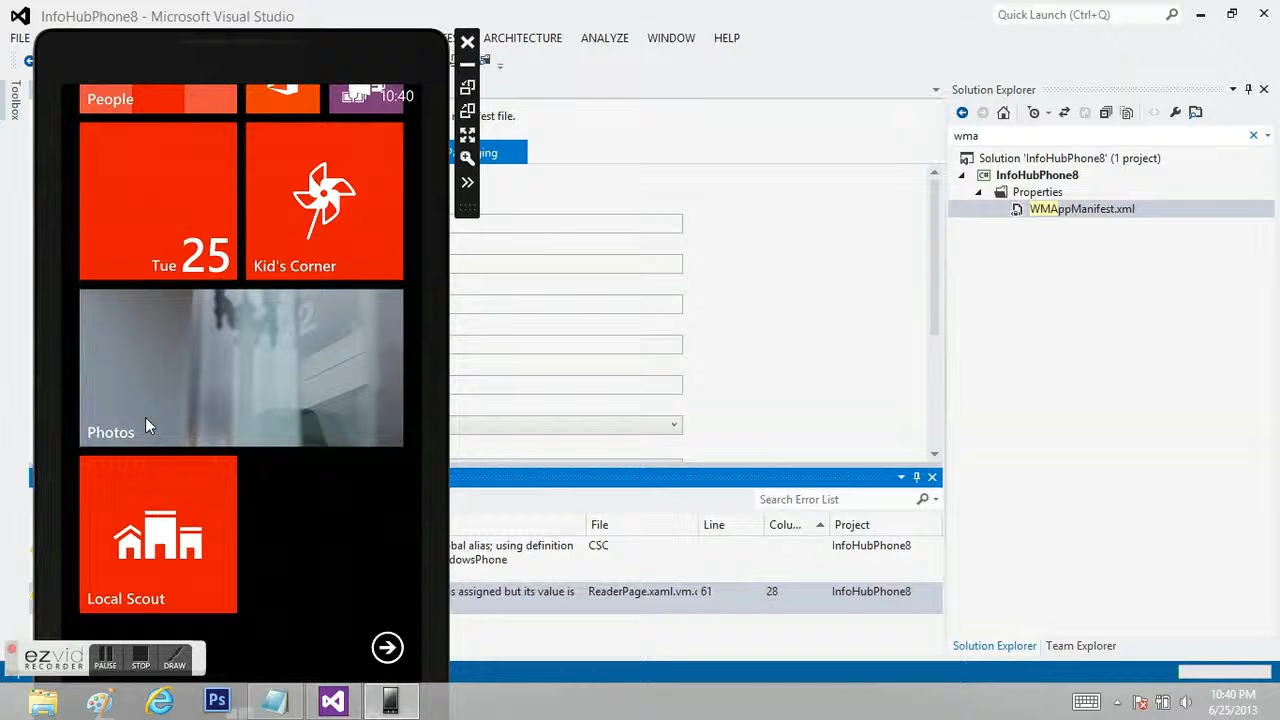 InfoHubPhone8 - Microsoft Visual Studio
Quick Launch (Ctrl+Q)
FILE
ARCHITECTURE ANALYZE WINDOW HELP
Toolbox
People
10:40
Tue 25
Kid's Corner
Photos
Local Scout
est file.
ging
Solution Explorer
wma
Solution 'InfoHubPhone8' (1 project)
C# InfoHubPhone8
Properties
WMAppManifest.xml
Search Error List
File Line Colu... Project
bal alias; using definition CSC InfoHubPhone8
dowsPhone
s assigned but its value is ReaderPage.xaml.vm.c 61 28 InfoHubPhone8
Solution Explorer Team Explorer
ezvid
RECORDER
PAUSE STOP DRAW
Ps
10:40 PM
6/25/2013